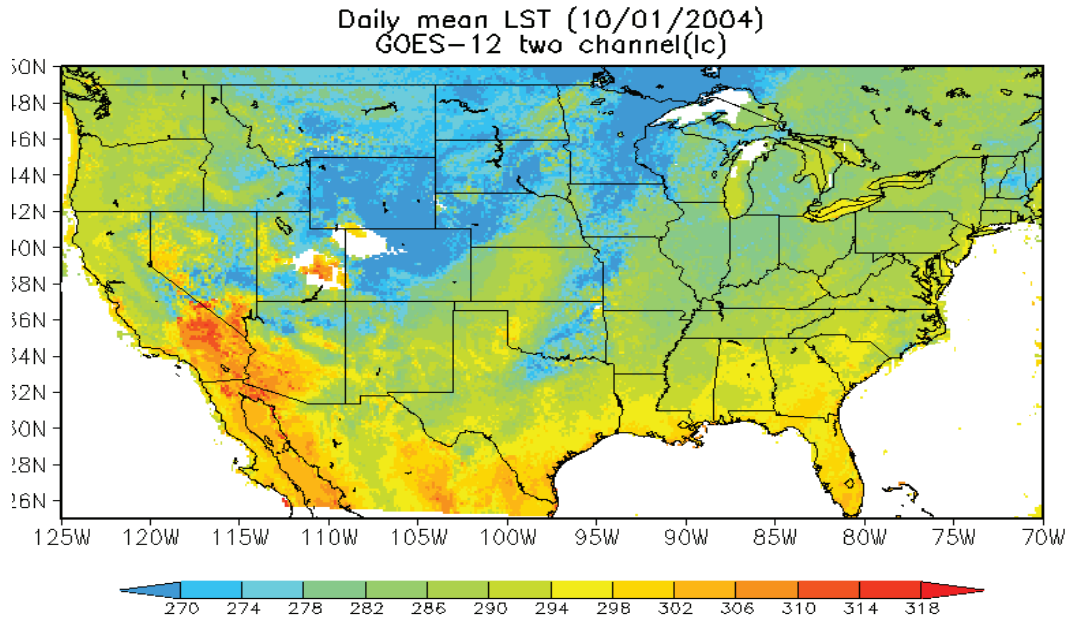 Daily mean LST (10/01/2004)
GOES-12 two channel(lc)
50N
48N
46N
44N
42N
40N
38N
36N
34N
32N
30N
28N
26N
125W 120W 115W 110W 105W 100W 95W 90W 85W 80W 75W 70W
270 274 278 282 286 290 294 298 302 306 310 314 318